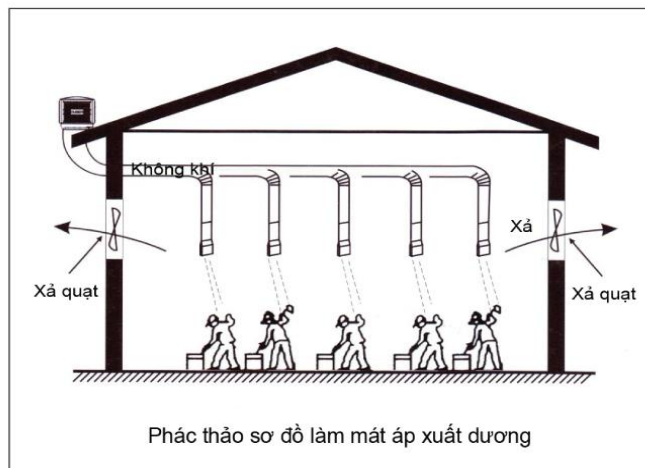 Không khí
Xả
Xả quạt
Xả quạt
Phác thảo sơ đồ làm mát áp xuất dương